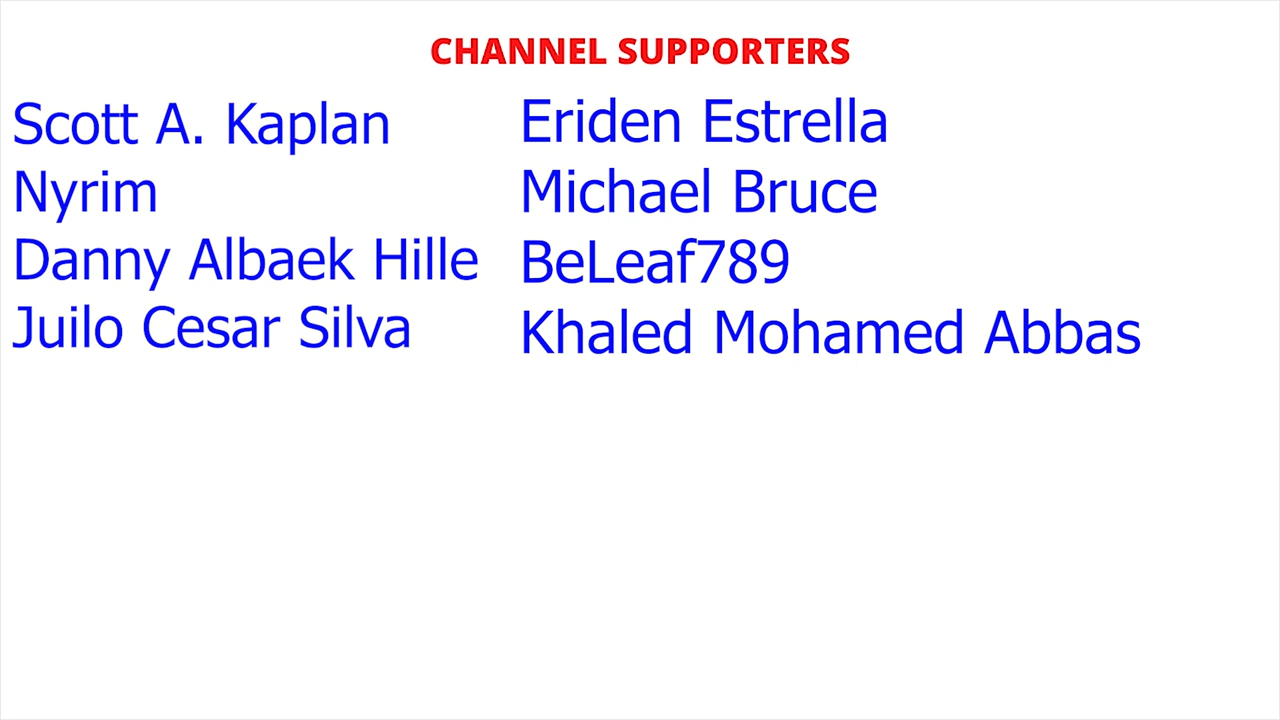 CHANNEL SUPPORTERS
Scott A. Kaplan
Nyrim
Danny Albaek Hille
Juilo Cesar Silva
Eriden Estrella
Michael Bruce
BeLeaf789
Khaled Mohamed Abbas